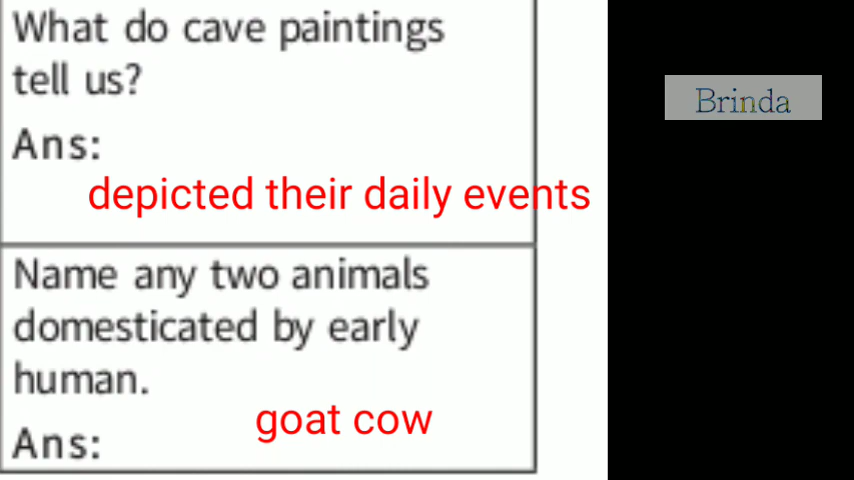 What do cave paintings
tell us?
Ans:
depicted their daily events
Name any two animals
domesticated by early
human.
goat cow
Ans:
Brinda